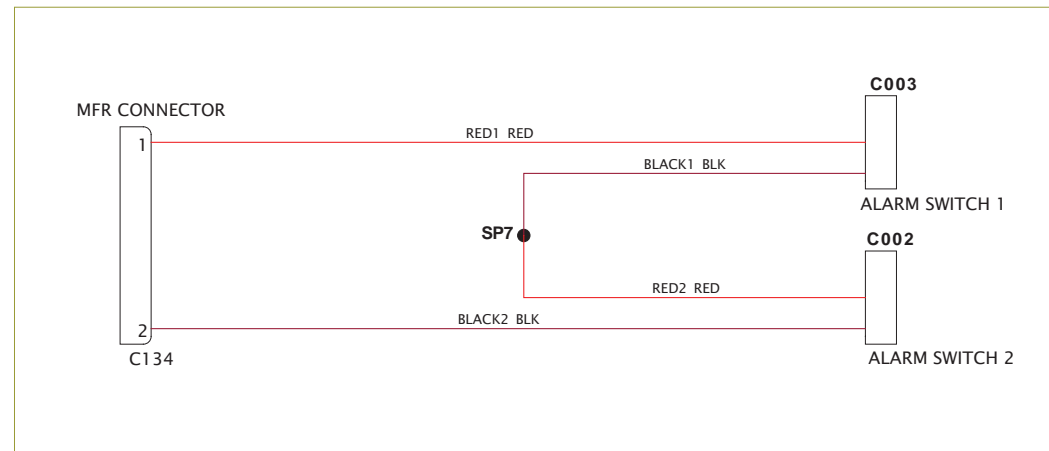 C003
MFR CONNECTOR
RED1 RED
1
BLACK1 BLK
ALARM SWITCH 1
SP7
C002
RED2 RED
BLACK2 BLK
2
C134
ALARM SWITCH 2